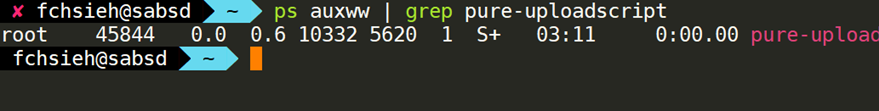 ✘ fchsieh@sabsd ~ ps auxww | grep pure-uploadscript
root 45844 0.0 0.6 10332 5620 1 S+ 03:11 0:00.00 pure-upload
fchsieh@sabsd ~